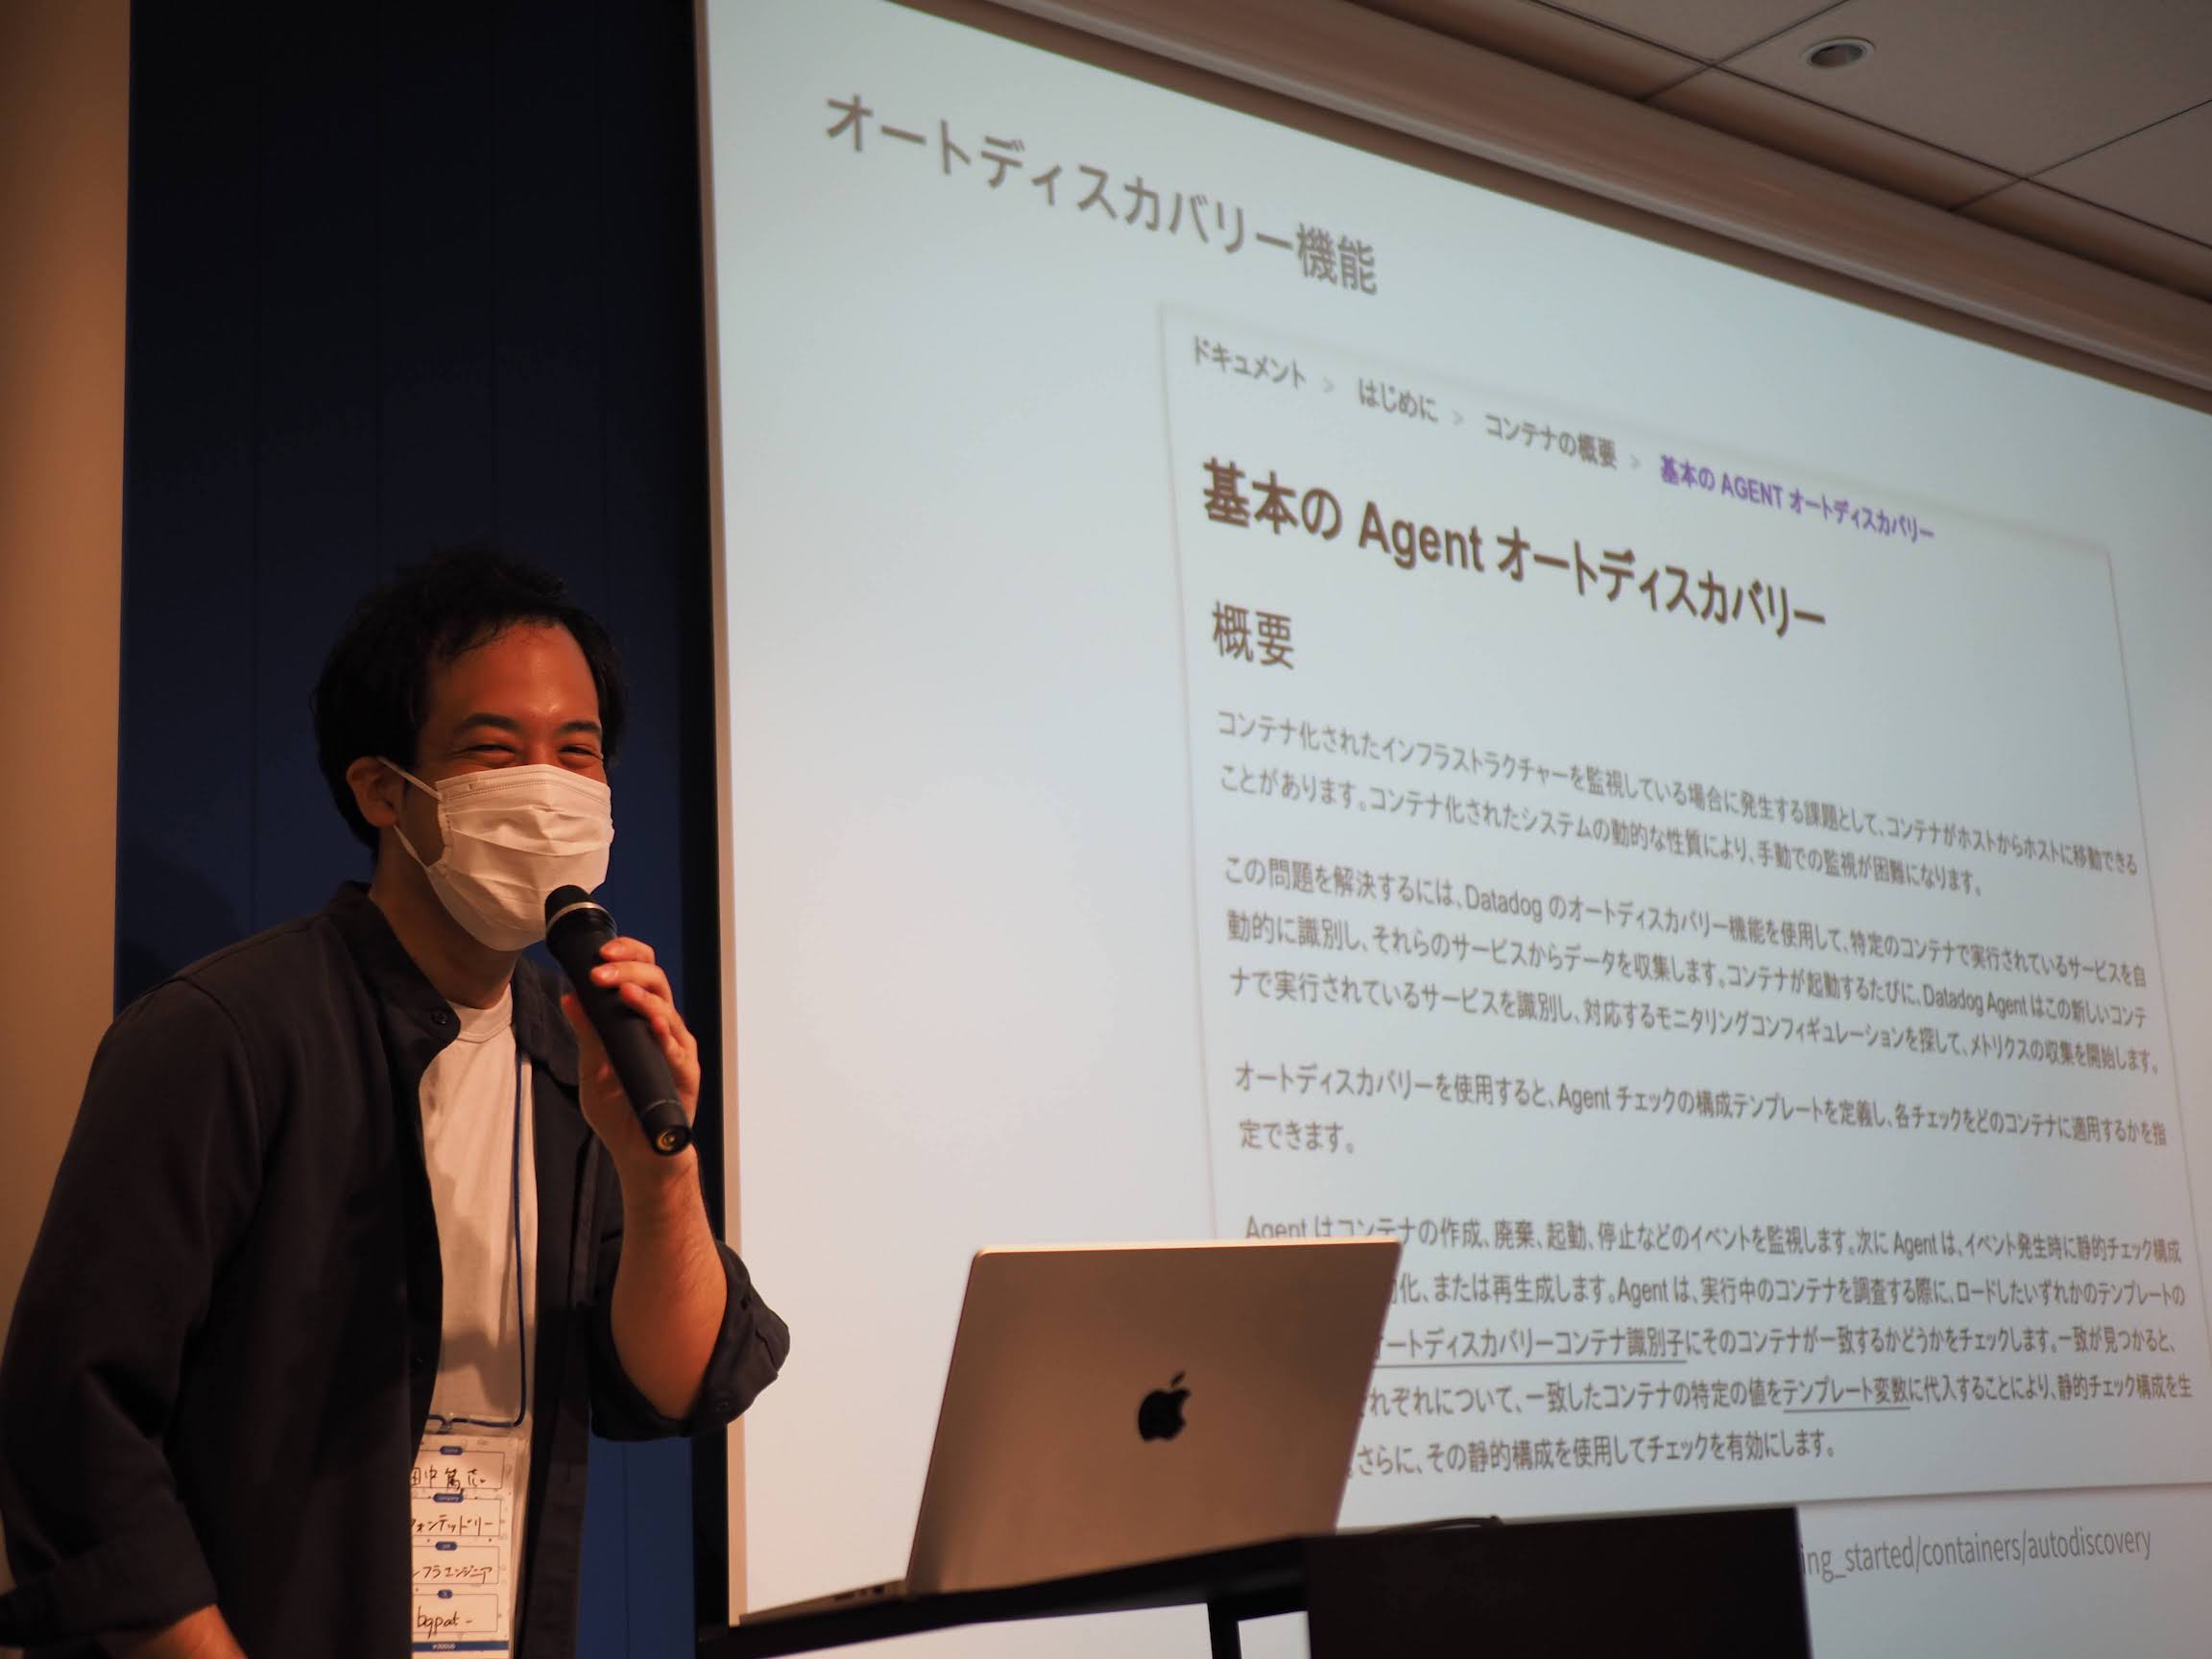 オートディスカバリー機能
ドキュメント > はじめに > コンテナの概要 > 基本の AGENT オートディスカバリー
基本の Agent オートディスカバリー
概要
コンテナ化されたインフラストラクチャーを監視している場合に発生する課題として、コンテナがホストからホストに移動できる
ことがあります。コンテナ化されたシステムの動的な性質により、手動での監視が困難になります。
この問題を解決するには、Datadog のオートディスカバリー機能を使用して、特定のコンテナで実行されているサービスを自
動的に識別し、それらのサービスからデータを収集します。コンテナが起動するたびに、Datadog Agent はこの新しいコンテ
ナで実行されているサービスを識別し、対応するモニタリングコンフィギュレーションを探して、メトリクスの収集を開始します。
オートディスカバリーを使用すると、Agent チェックの構成テンプレートを定義し、各チェックをどのコンテナに適用するかを指
定できます。
Agent はコンテナの作成、廃棄、起動、停止などのイベントを監視します。次に Agent は、イベント発生時に静的チェック構成
化、または再生成します。Agent は、実行中のコンテナを調査する際に、ロードしたいずれかのテンプレートの
ートディスカバリーコンテナ識別子にそのコンテナが一致するかどうかをチェックします。一致が見つかると、
れぞれについて、一致したコンテナの特定の値をテンプレート変数に代入することにより、静的チェック構成を生
さらに、その静的構成を使用してチェックを有効にします。
ing_started/containers/autodiscovery
田中篤志
ォンテッドリー
フラエンジニア
bgpat